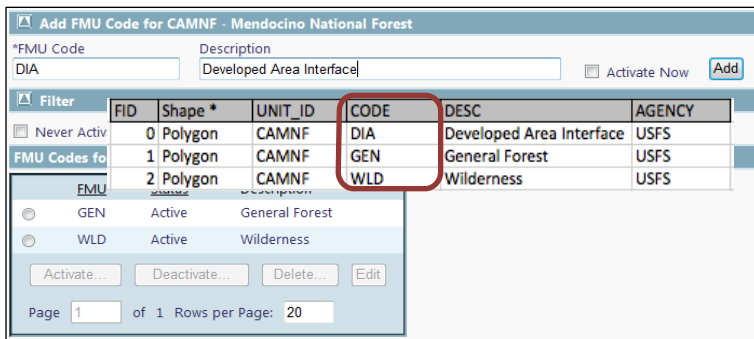 Add FMU Code for CAMNF - Mendocino National Forest
*FMU Code Description
DIA Developed Area Interface Activate Now Add
Filter
FID Shape * UNIT_ID CODE DESC AGENCY
0 Polygon CAMNF DIA Developed Area Interface USFS
1 Polygon CAMNF GEN General Forest USFS
2 Polygon CAMNF WLD Wilderness USFS
Never Activ
FMU Codes fo
FMU Status Description
GEN Active General Forest
WLD Active Wilderness
Activate... Deactivate... Delete... Edit
Page 1 of 1 Rows per Page: 20